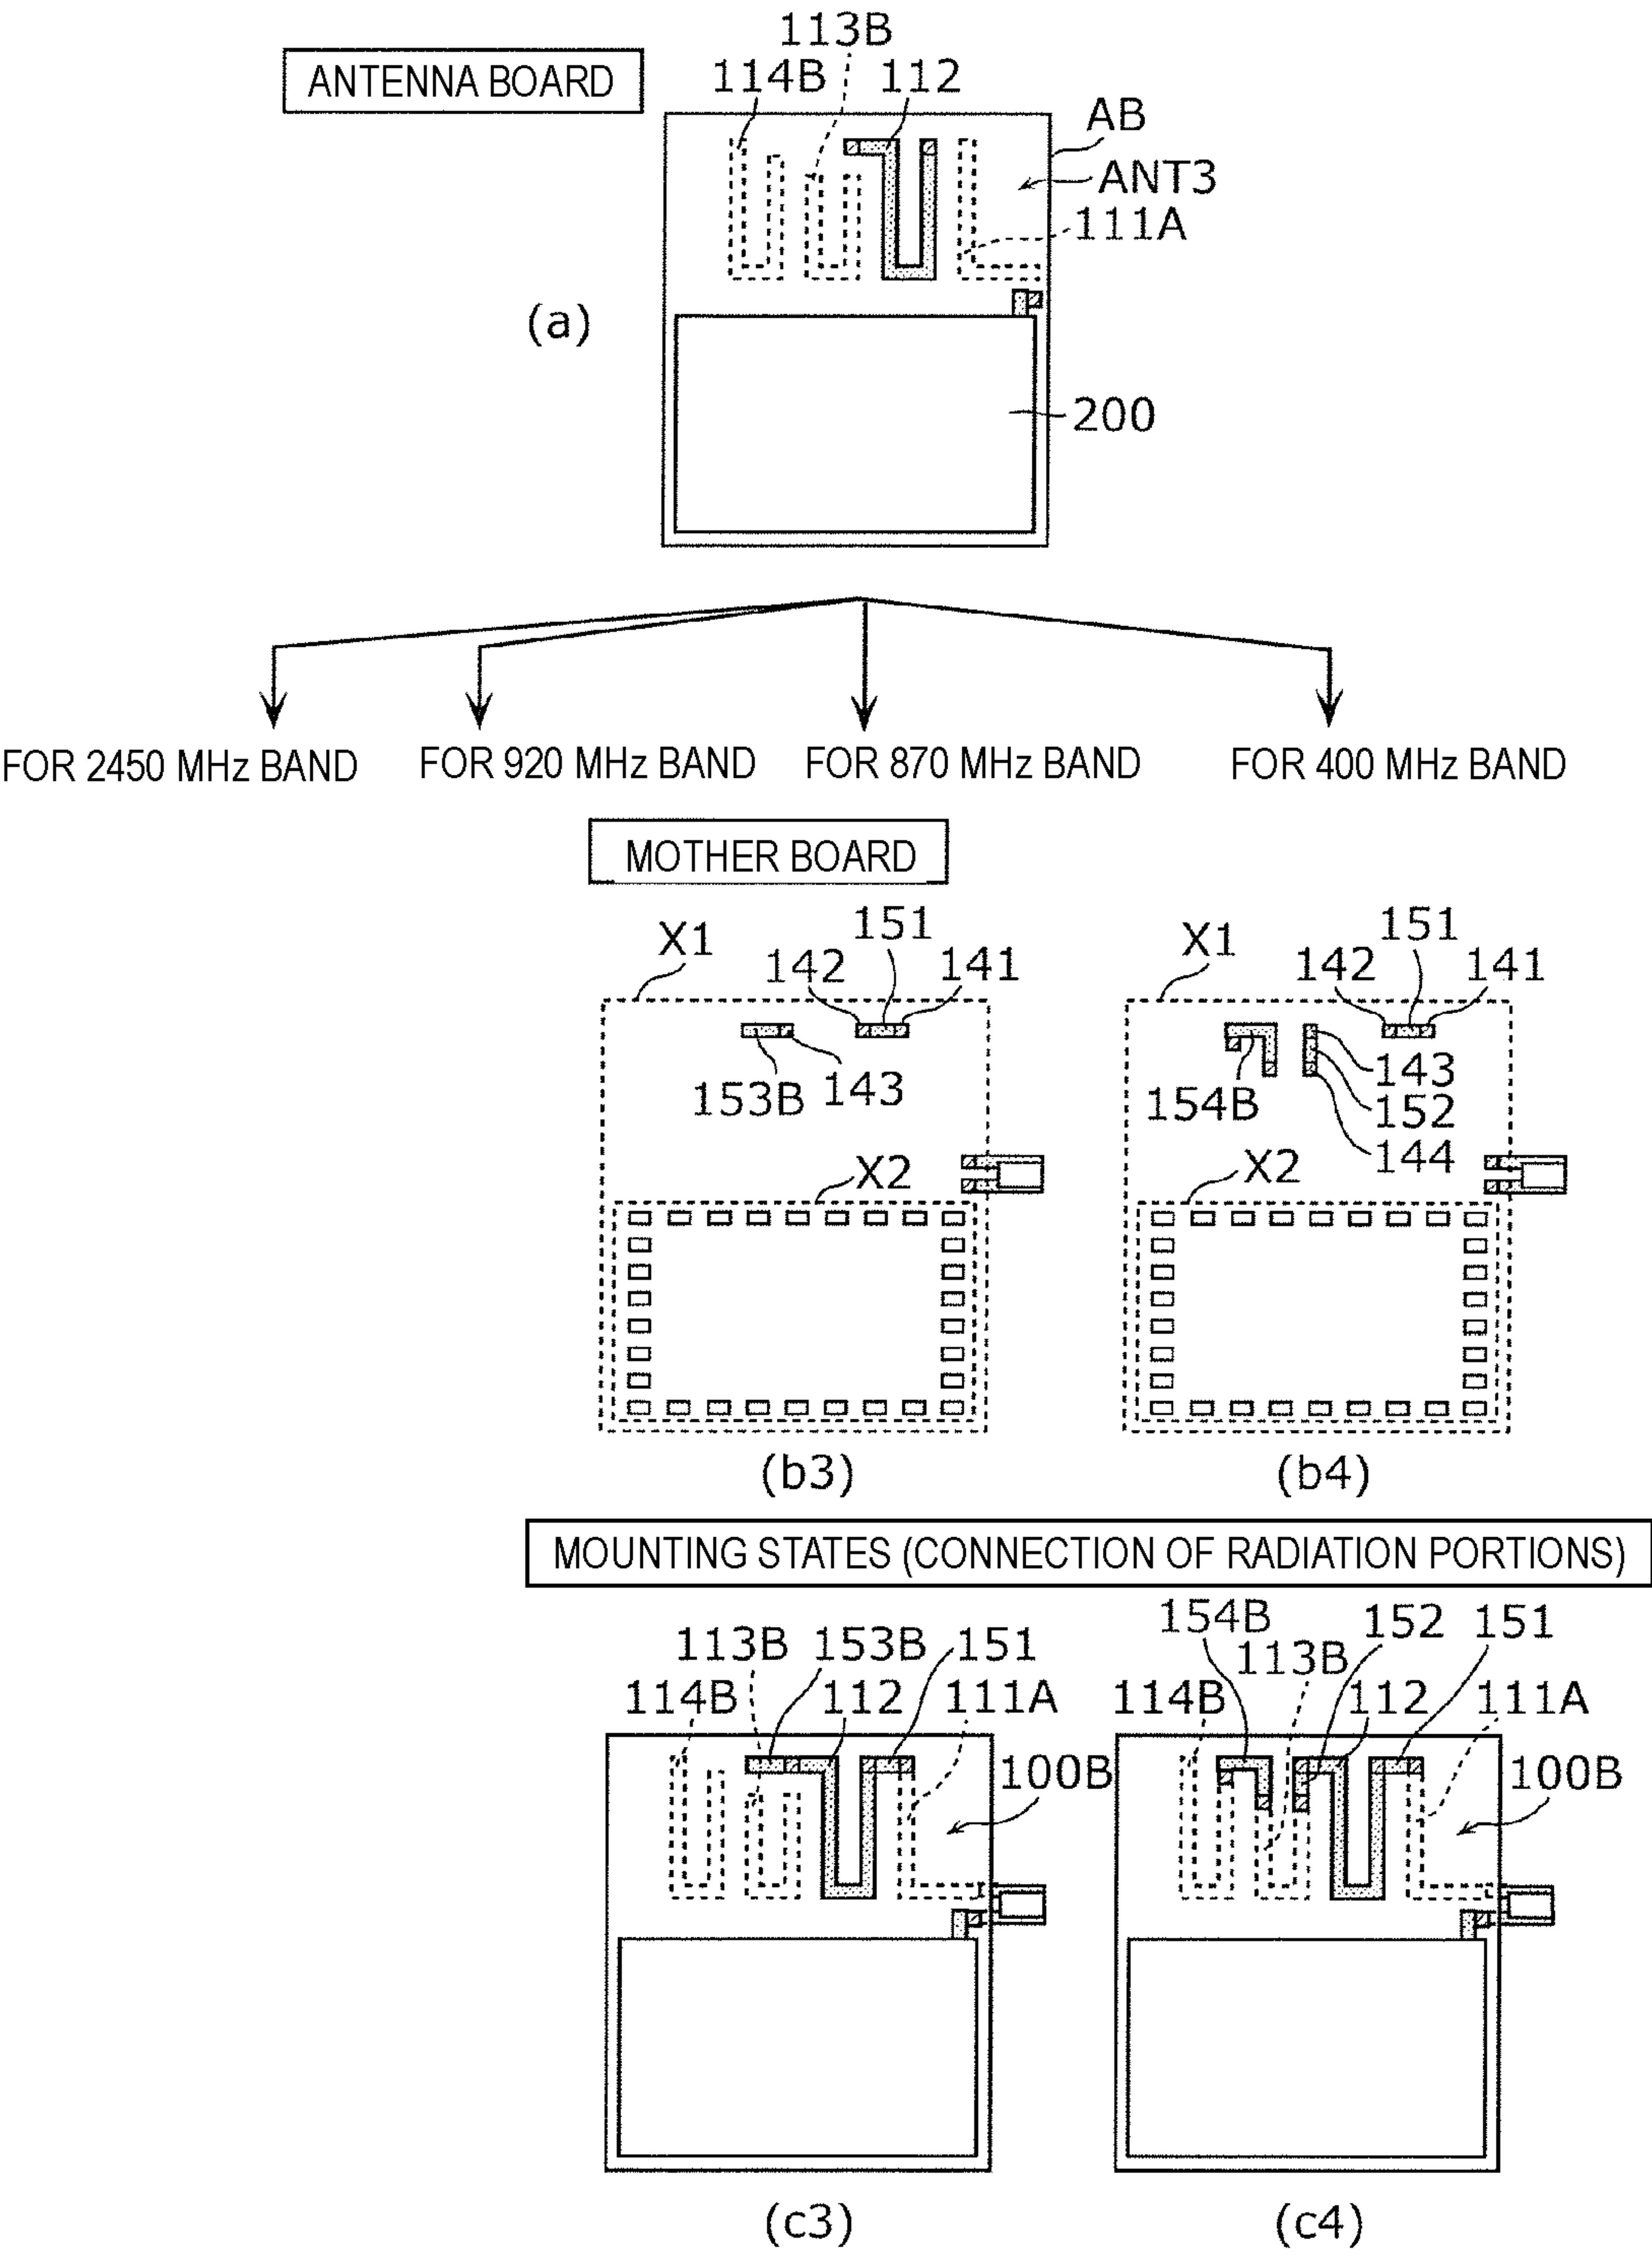 113B
ANTENNA BOARD
114B 112
AB
ANT3
111A
(a)
200
FOR 2450 MHz BAND FOR 920 MHz BAND FOR 870 MHz BAND FOR 400 MHz BAND
MOTHER BOARD
X1 142 151 141 X1 142 151 141
153B 143 154B 143
152
144
X2 X2
(b3) (b4)
MOUNTING STATES (CONNECTION OF RADIATION PORTIONS)
154B 152 151
113B 153B 151 113B
114B 112 111A 114B 112 111A
100B 100B
(c3) (c4)